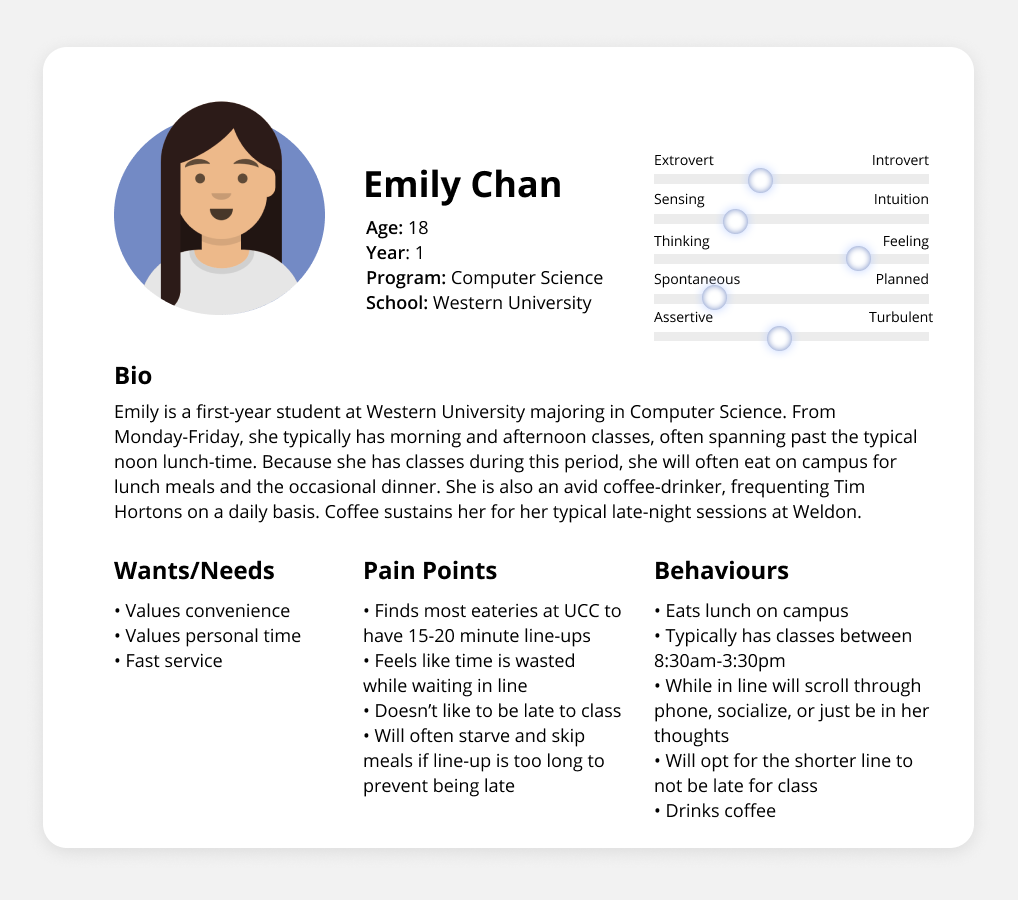 Emily Chan
Age: 18
Year: 1
Program: Computer Science
School: Western University
Extrovert Introvert
Sensing Intuition
Thinking Feeling
Spontaneous Planned
Assertive Turbulent
Bio
Emily is a first-year student at Western University majoring in Computer Science. From
Monday-Friday, she typically has morning and afternoon classes, often spanning past the typical
noon lunch-time. Because she has classes during this period, she will often eat on campus for
lunch meals and the occasional dinner. She is also an avid coffee-drinker, frequenting Tim
Hortons on a daily basis. Coffee sustains her for her typical late-night sessions at Weldon.
Wants/Needs
• Values convenience
• Values personal time
• Fast service
Pain Points
• Finds most eateries at UCC to
have 15-20 minute line-ups
• Feels like time is wasted
while waiting in line
• Doesn’t like to be late to class
• Will often starve and skip
meals if line-up is too long to
prevent being late
Behaviours
• Eats lunch on campus
• Typically has classes between
8:30am-3:30pm
• While in line will scroll through
phone, socialize, or just be in her
thoughts
• Will opt for the shorter line to
not be late for class
• Drinks coffee